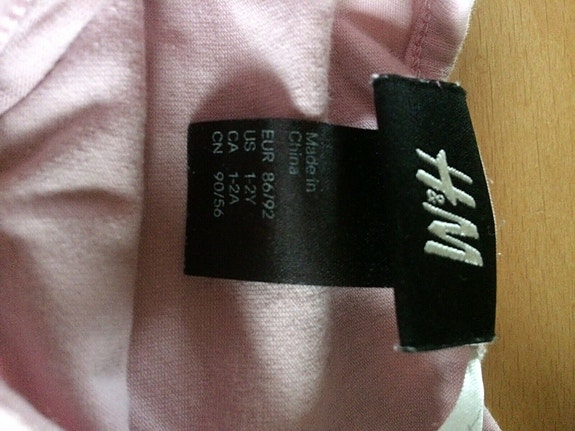 H&M
Made in
China
EUR 86/92
US 1-2Y
CA 1-2A
CN 90/56